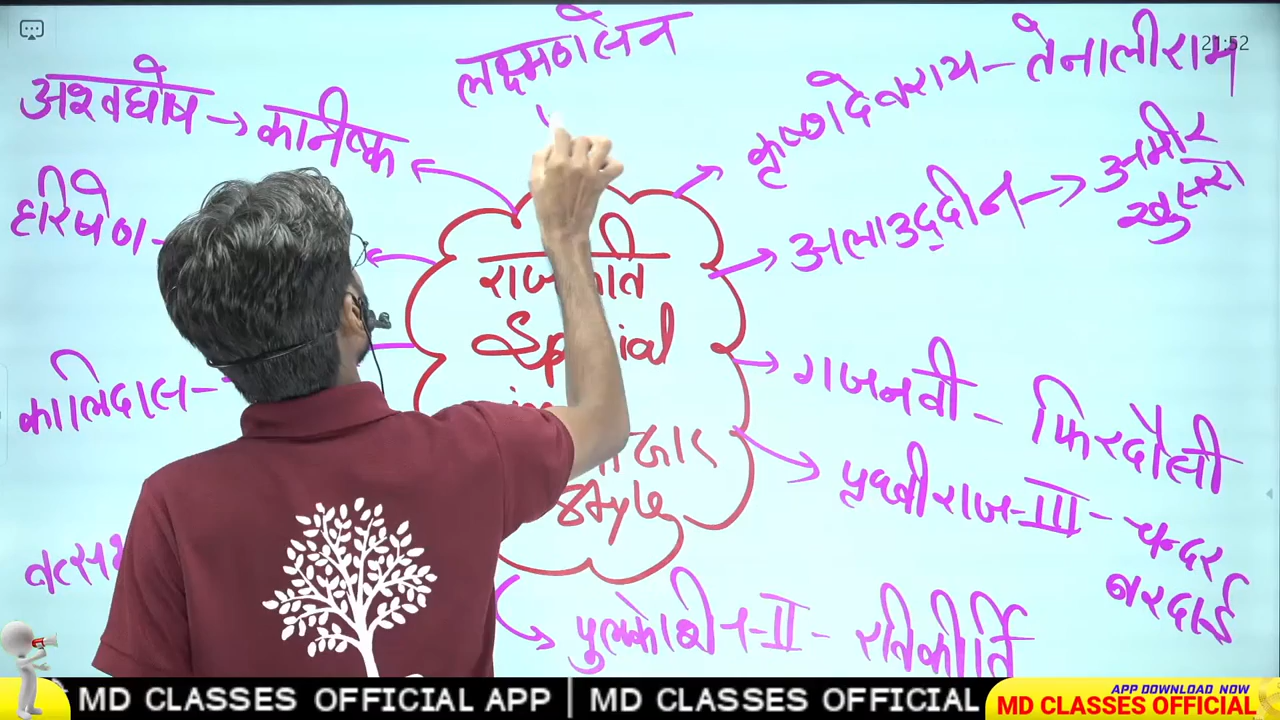 लक्ष्मणसेन
21:52
अश्वघोष → कनिष्क
कृष्णदेवराय - तेनालीराम
हरिषेण -
अलाउद्दीन → अमीर
खुसरो
राज
Special
कालिदास -
गजनवी - फिरदौसी
Style
पृथ्वीराज-III - चन्दर
बरदाई
पुलकेशिन-II - रविकीर्ति
MD CLASSES OFFICIAL APP | MD CLASSES OFFICIAL
APP DOWNLOAD NOW
MD CLASSES OFFICIAL